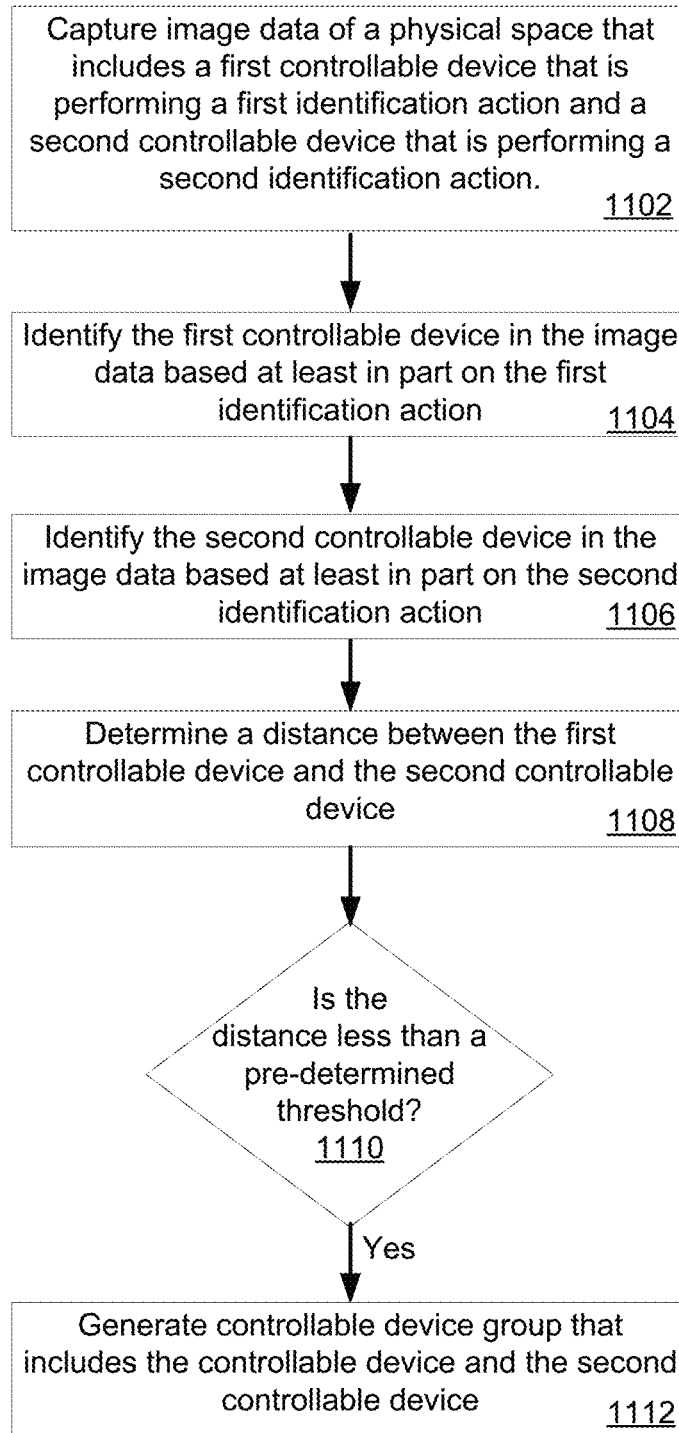 Capture image data of a physical space that
includes a first controllable device that is
performing a first identification action and a
second controllable device that is performing a
second identification action.
1102
Identify the first controllable device in the image
data based at least in part on the first
identification action
1104
Identify the second controllable device in the
image data based at least in part on the second
identification action
1106
Determine a distance between the first
controllable device and the second controllable
device
1108
Is the
distance less than a
pre-determined
threshold?
1110
Yes
Generate controllable device group that
includes the controllable device and the second
controllable device
1112